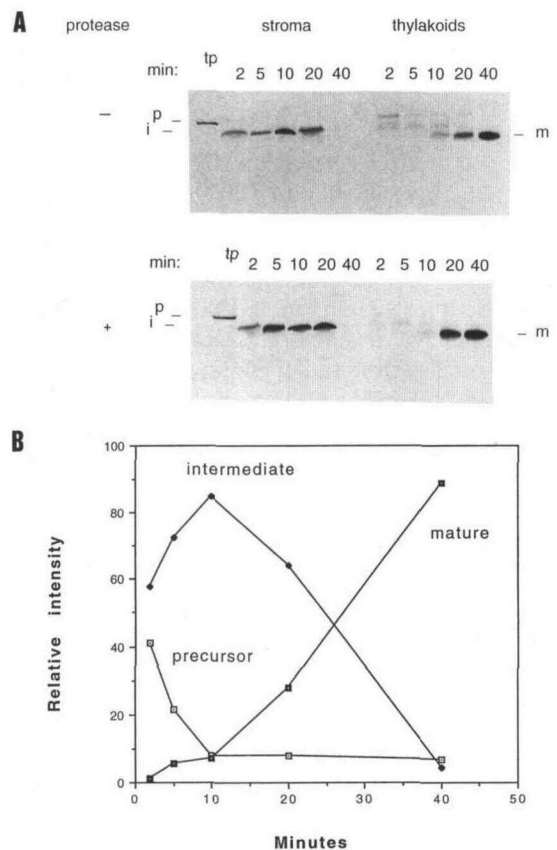 A
protease stroma thylakoids
min: tp 2 5 10 20 40 2 5 10 20 40
–
p –
i – – m
min: tp 2 5 10 20 40 2 5 10 20 40
+
p –
i – – m
B
100
80
60
40
20
0
Relative intensity
intermediate
mature
precursor
0 10 20 30 40 50
Minutes